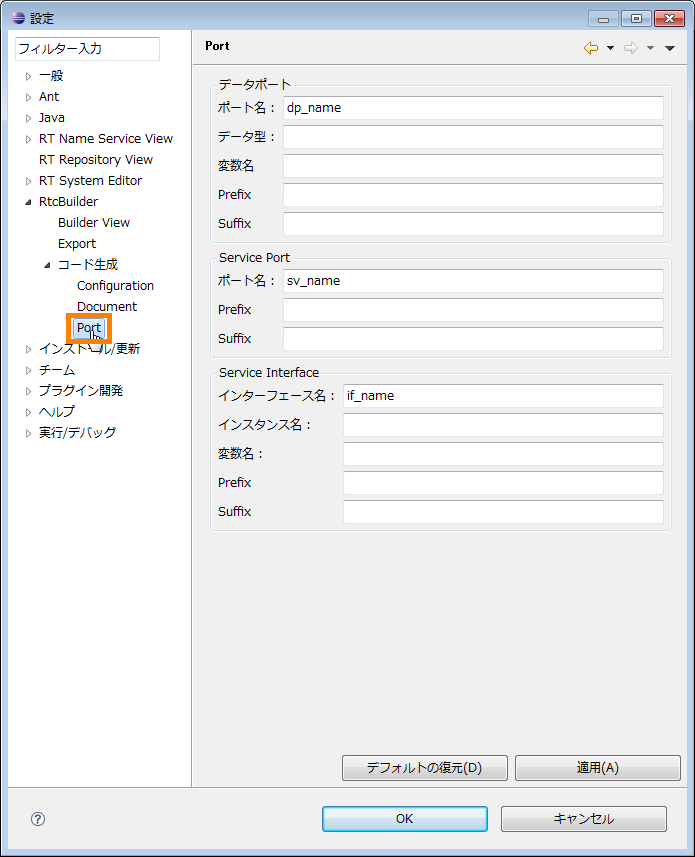 設定
フィルター入力
一般
Ant
Java
RT Name Service View
RT Repository View
RT System Editor
RtcBuilder
Builder View
Export
コード生成
Configuration
Document
Port
インストール/更新
チーム
プラグイン開発
ヘルプ
実行/デバッグ
Port
データポート
ポート名：dp_name
データ型：
変数名
Prefix
Suffix
Service Port
ポート名：sv_name
Prefix
Suffix
Service Interface
インターフェース名：if_name
インスタンス名：
変数名：
Prefix
Suffix
デフォルトの復元(D)
適用(A)
OK
キャンセル